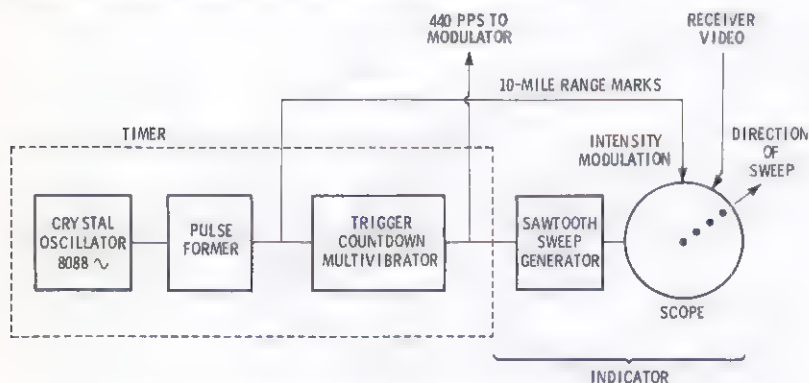 440 PPS TO
MODULATOR
RECEIVER
VIDEO
10-MILE RANGE MARKS
TIMER
INTENSITY
MODULATION
DIRECTION
OF
SWEEP
CRYSTAL
OSCILLATOR
8088 ∿
PULSE
FORMER
TRIGGER
COUNTDOWN
MULTIVIBRATOR
SAWTOOTH
SWEEP
GENERATOR
SCOPE
INDICATOR